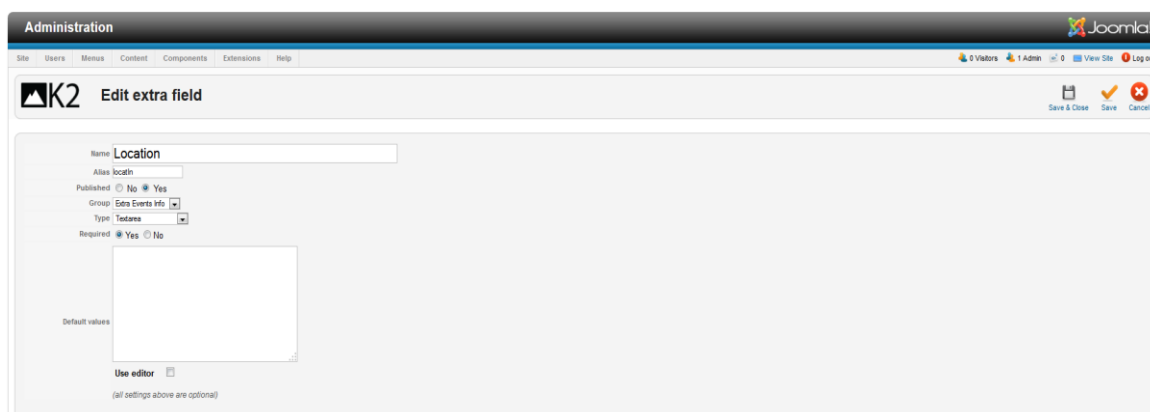 Administration
Joomla!
Site Users Menus Content Components Extensions Help
0 Visitors 1 Admin 0 View Site Log o
K2 Edit extra field
Save & Close Save Cancel
Name Location
Alias locatin
Published No Yes
Group Extra Events Info
Type Textarea
Required Yes No
Default values
Use editor
(all settings above are optional)